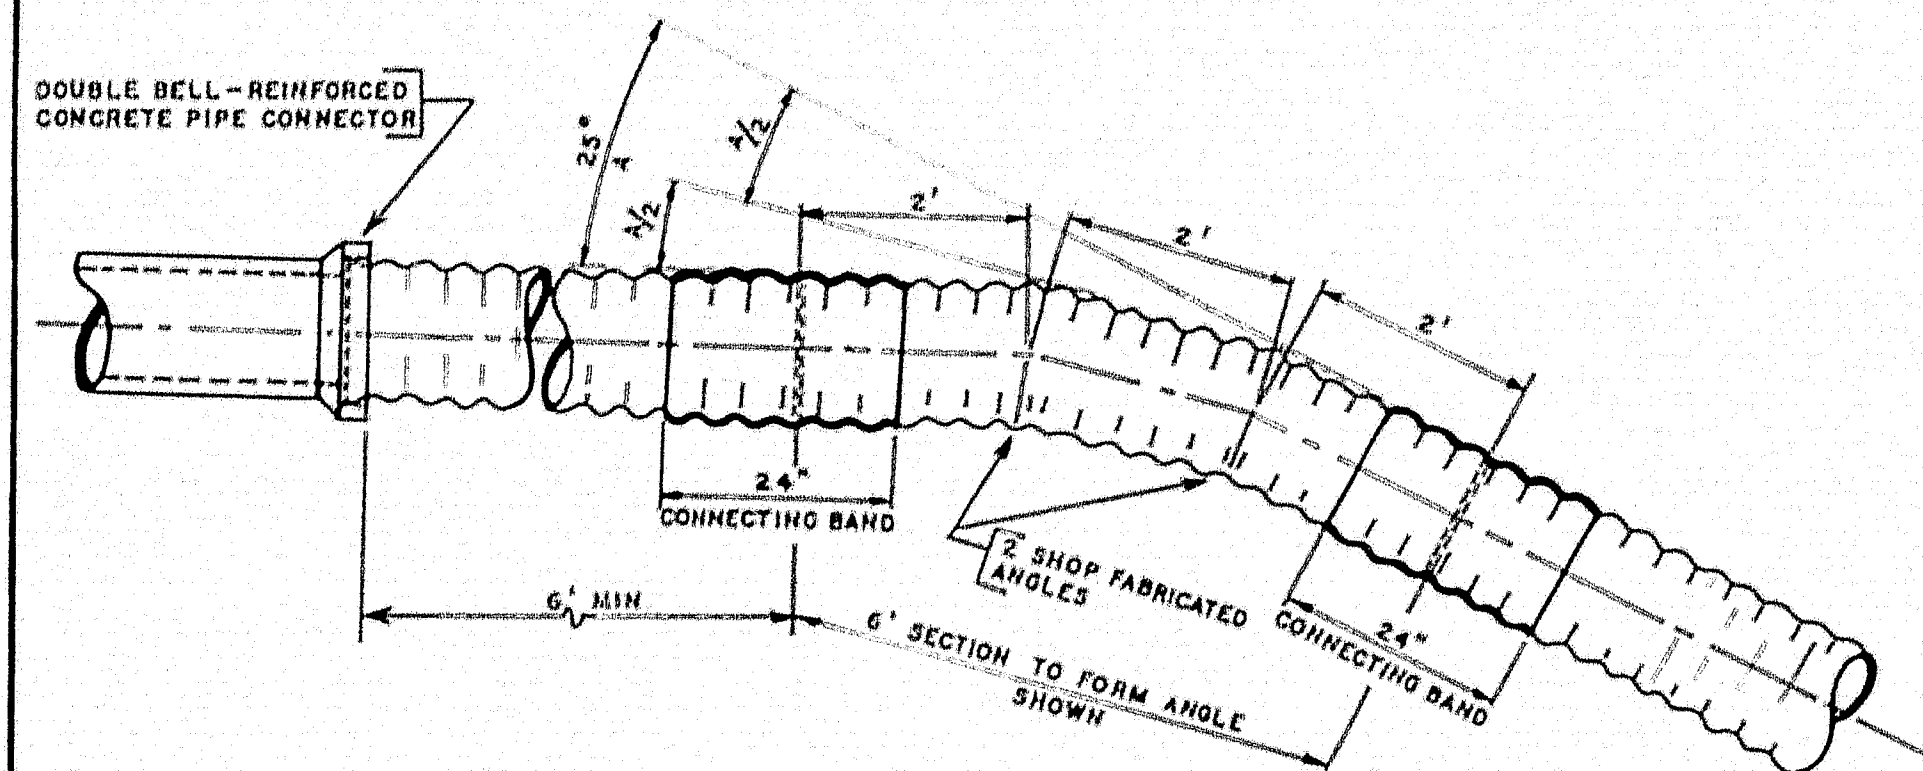 DOUBLE BELL-REINFORCED
CONCRETE PIPE CONNECTOR
25°
A
A/2
A/2
2'
2'
2'
24"
CONNECTING BAND
6' MIN
2 SHOP FABRICATED
ANGLES
6' SECTION TO FORM ANGLE
SHOWN
24"
CONNECTING BAND